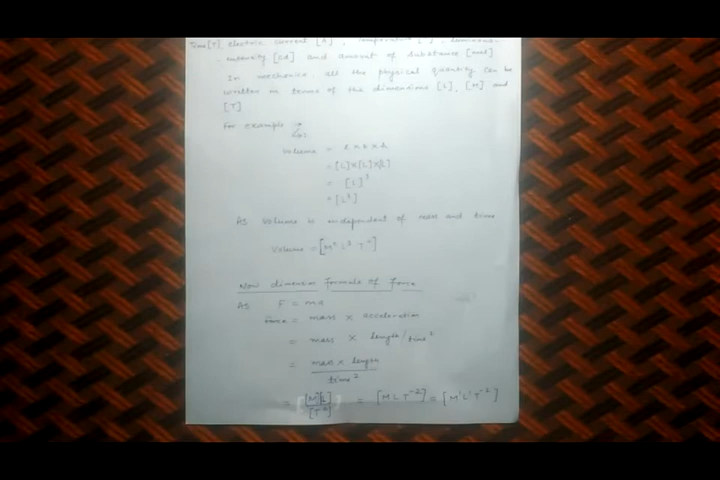 Time [T] electric current [A], temperature [ ], luminous
intensity [cd] and amount of substance [mol]
In mechanics all the physical quantity can be
written in terms of the dimensions [L], [M] and
[T]
For example
Volume = l × b × h
= [L]×[L]×[L]
= [L]³
= [L³]
As volume is independent of mass and time
Volume = [M⁰ L³ T⁰]
Now dimension formula of Force
As F = ma
Force = mass × acceleration
= mass × length/time²
= mass × length
time²
= [M][L] = [M L T⁻²] = [M¹ L¹ T⁻²]
[T²]